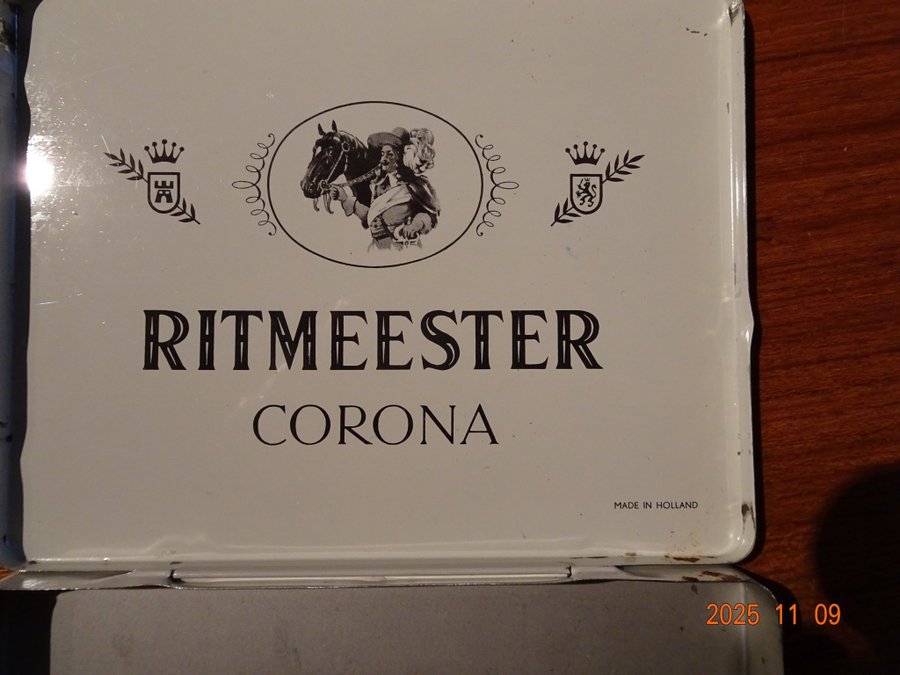 RITMEESTER
CORONA
MADE IN HOLLAND
2025 11 09